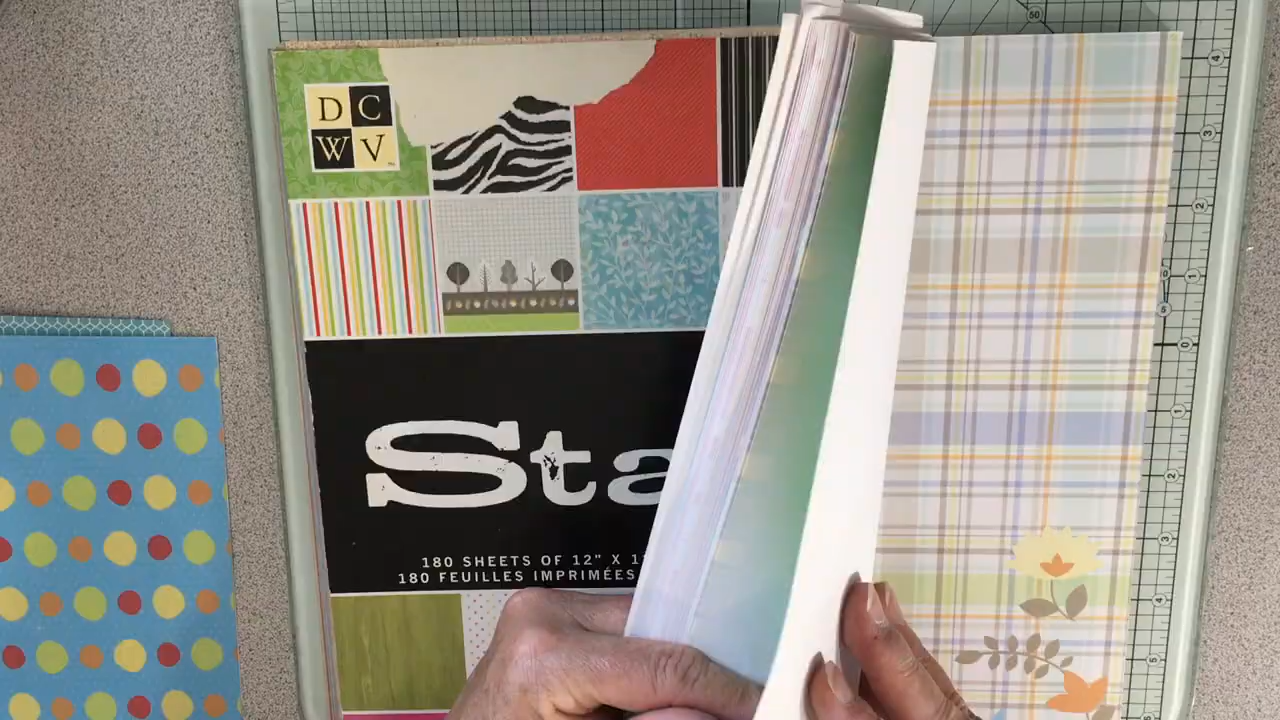 D C
W V
Sta
180 SHEETS OF 12" X 1
180 FEUILLES IMPRIMÉES